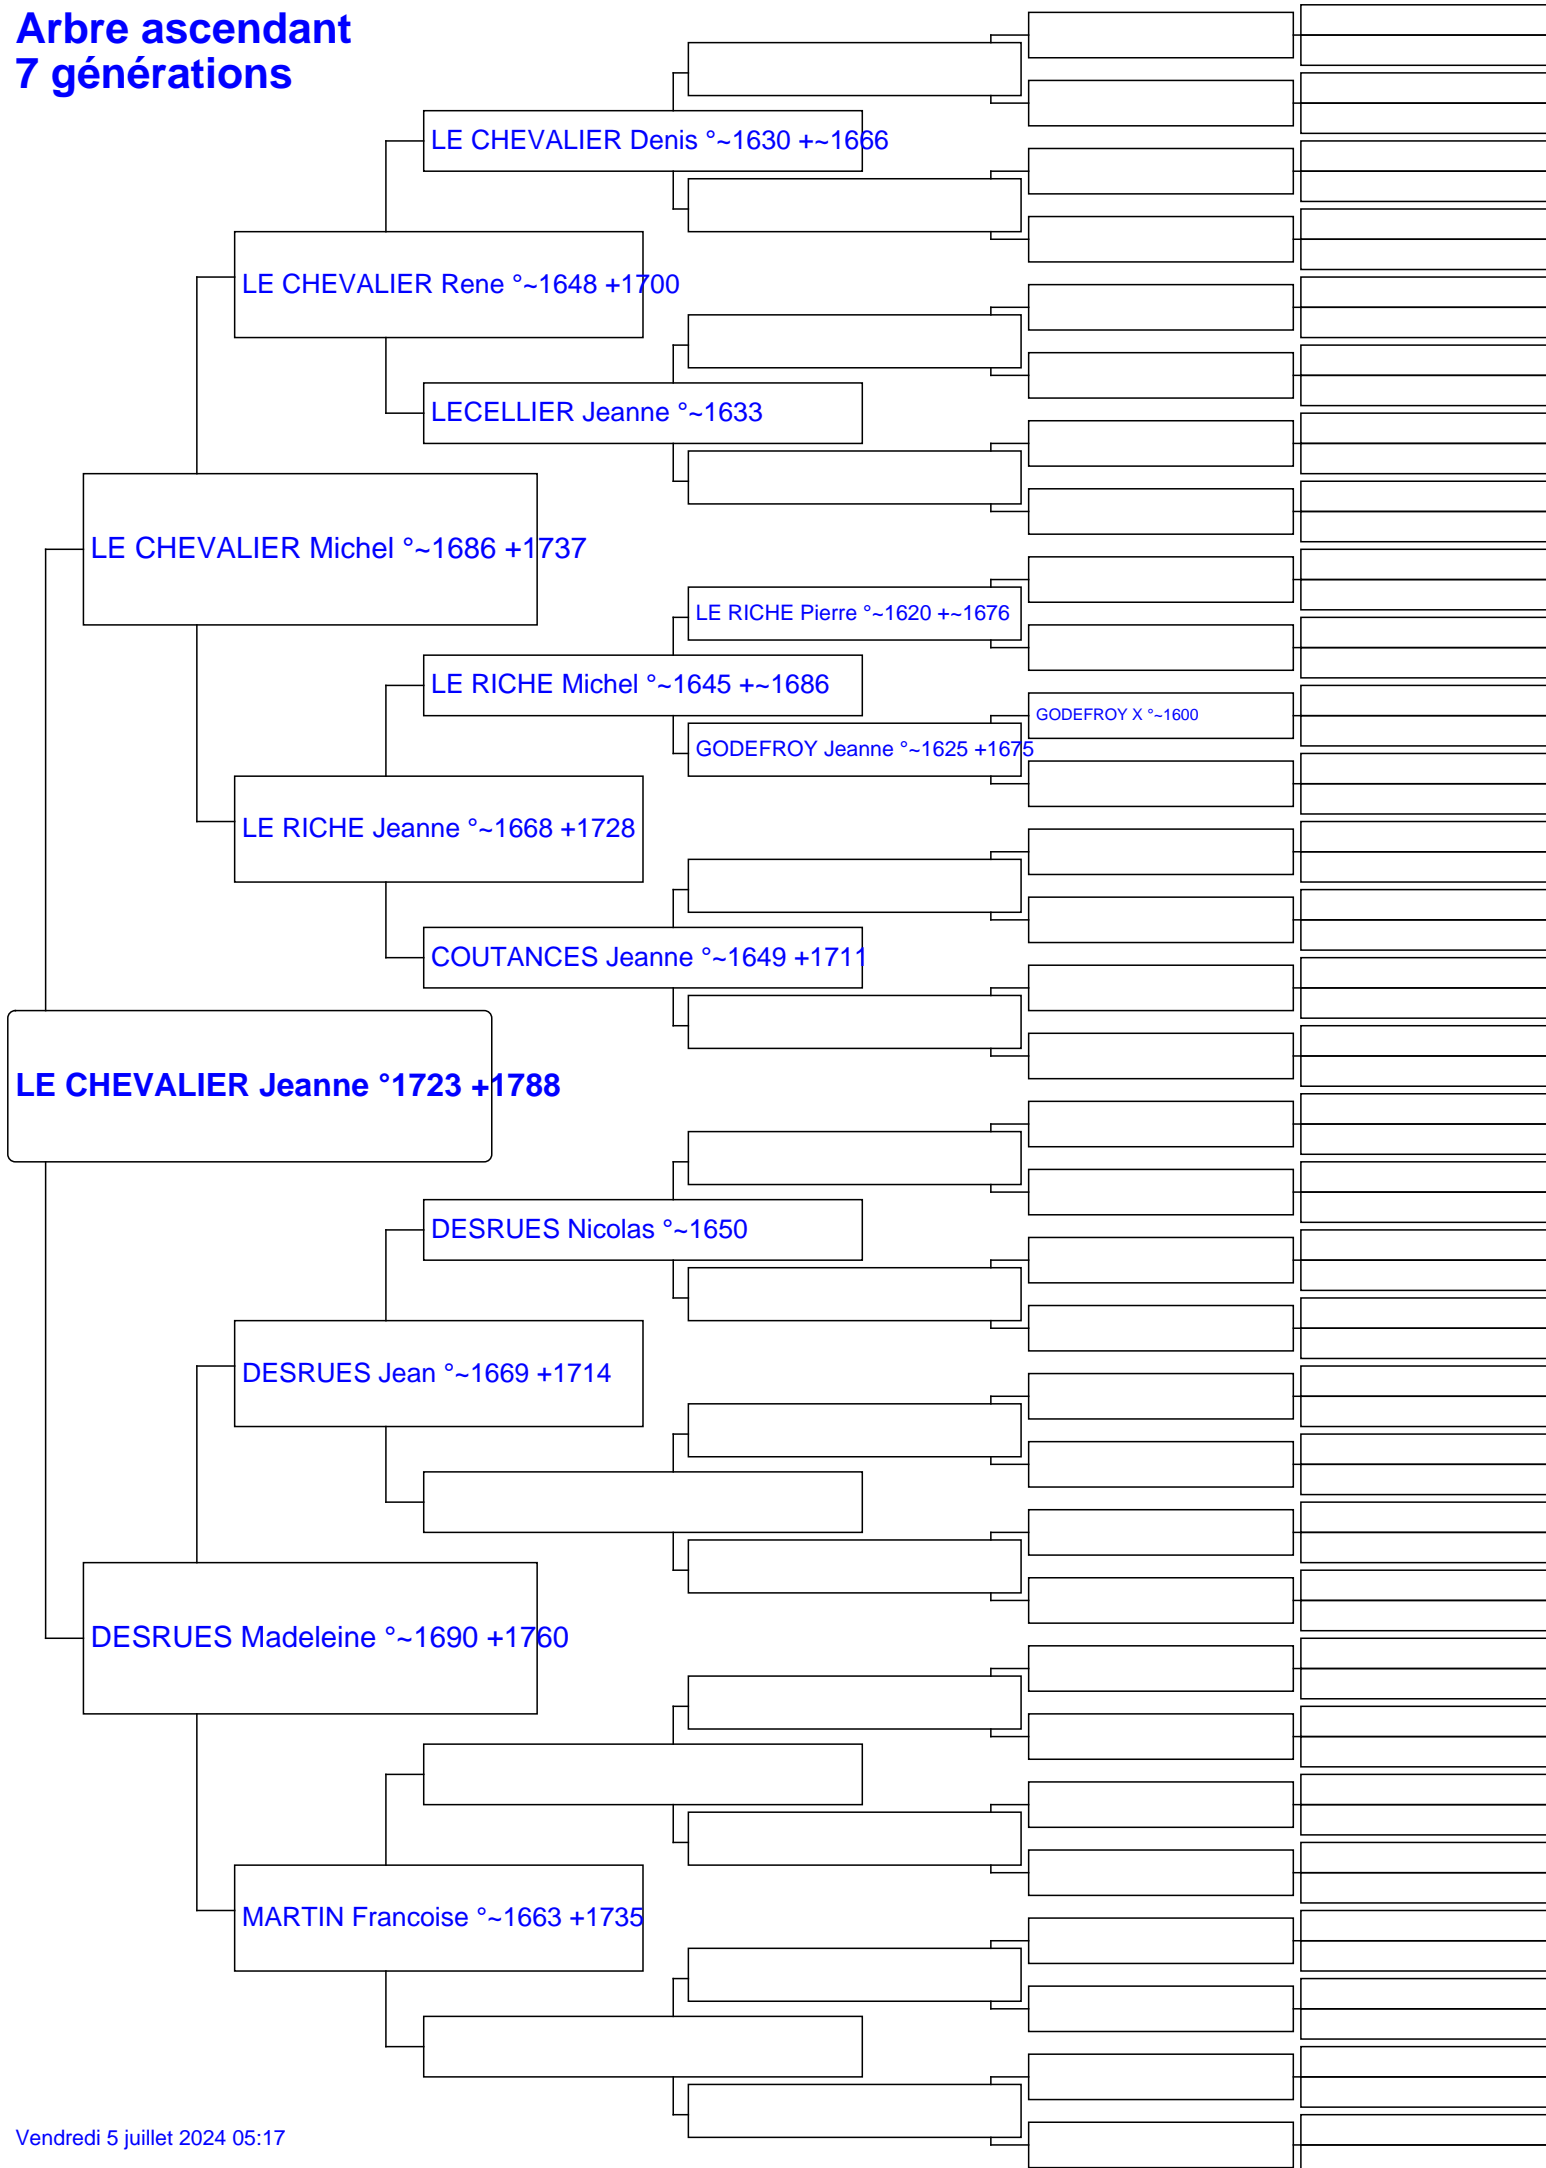 Arbre ascendant
7 générations
LE CHEVALIER Denis °~1630 +~1666
LE CHEVALIER Rene °~1648 +1700
LECELLIER Jeanne °~1633
LE CHEVALIER Michel °~1686 +1737
LE RICHE Pierre °~1620 +~1676
LE RICHE Michel °~1645 +~1686
GODEFROY X °~1600
GODEFROY Jeanne °~1625 +1675
LE RICHE Jeanne °~1668 +1728
COUTANCES Jeanne °~1649 +1711
LE CHEVALIER Jeanne °1723 +1788
DESRUES Nicolas °~1650
DESRUES Jean °~1669 +1714
DESRUES Madeleine °~1690 +1760
MARTIN Francoise °~1663 +1735
Vendredi 5 juillet 2024 05:17